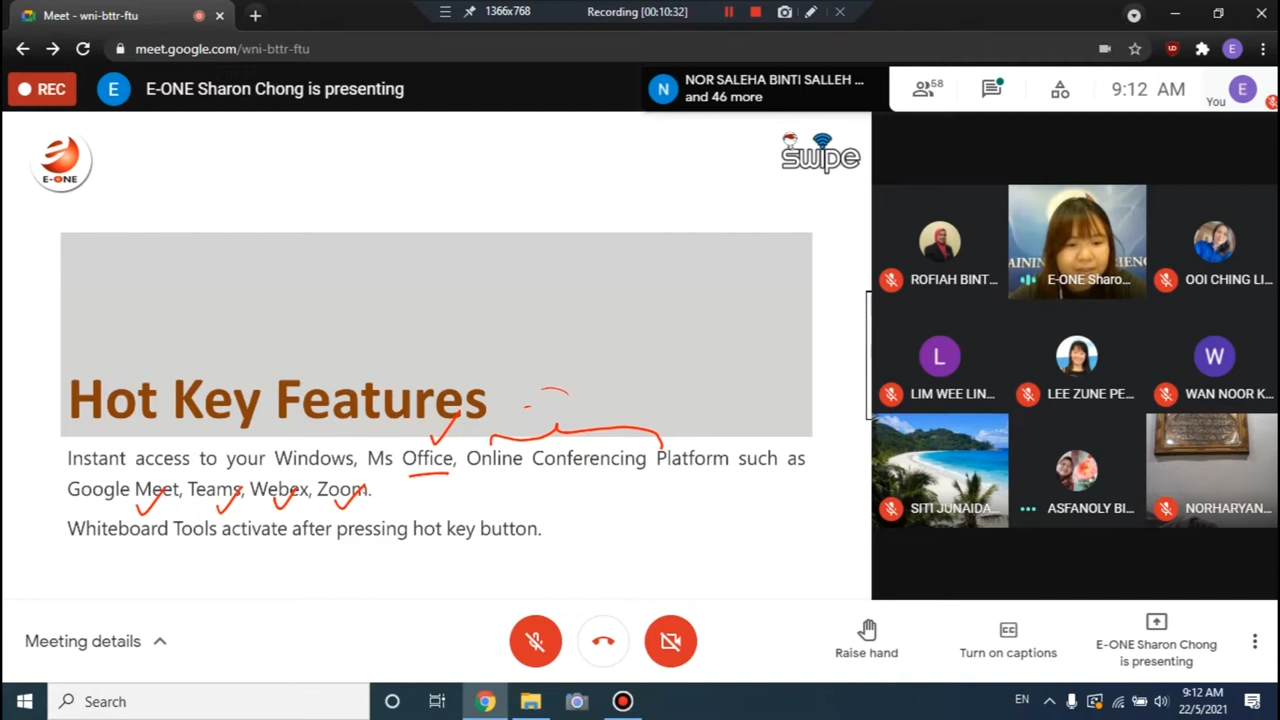 Meet - wni-bttr-ftu
1366x768
Recording [00:10:32]
meet.google.com/wni-bttr-ftu
E
REC
E
E-ONE Sharon Chong is presenting
N
NOR SALEHA BINTI SALLEH ...
and 46 more
58
9:12 AM
You
E
E-ONE
swipe
Hot Key Features
Instant access to your Windows, Ms Office, Online Conferencing Platform such as
Google Meet, Teams, Webex, Zoom.
Whiteboard Tools activate after pressing hot key button.
ROFIAH BINT...
E-ONE Sharo...
OOI CHING LI...
L
W
LIM WEE LIN...
LEE ZUNE PE...
WAN NOOR K...
SITI JUNAIDA...
ASFANOLY BI...
NORHARYAN...
Meeting details
Raise hand
Turn on captions
E-ONE Sharon Chong
is presenting
Search
EN
9:12 AM
22/5/2021